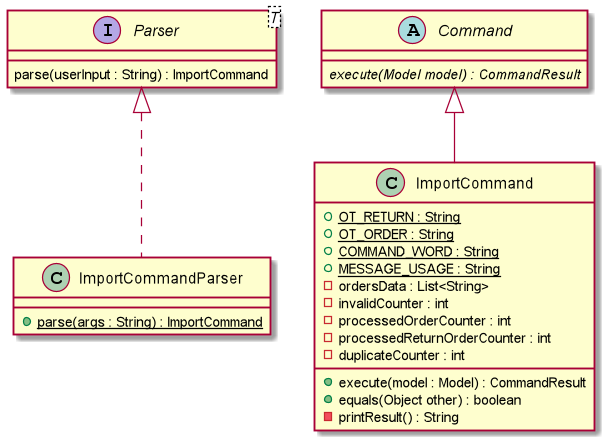 I Parser
T
parse(userInput : String) : ImportCommand
A Command
execute(Model model) : CommandResult
C ImportCommandParser
parse(args : String) : ImportCommand
C ImportCommand
OT_RETURN : String
OT_ORDER : String
COMMAND_WORD : String
MESSAGE_USAGE : String
ordersData : List<String>
invalidCounter : int
processedOrderCounter : int
processedReturnOrderCounter : int
duplicateCounter : int
execute(model : Model) : CommandResult
equals(Object other) : boolean
printResult() : String